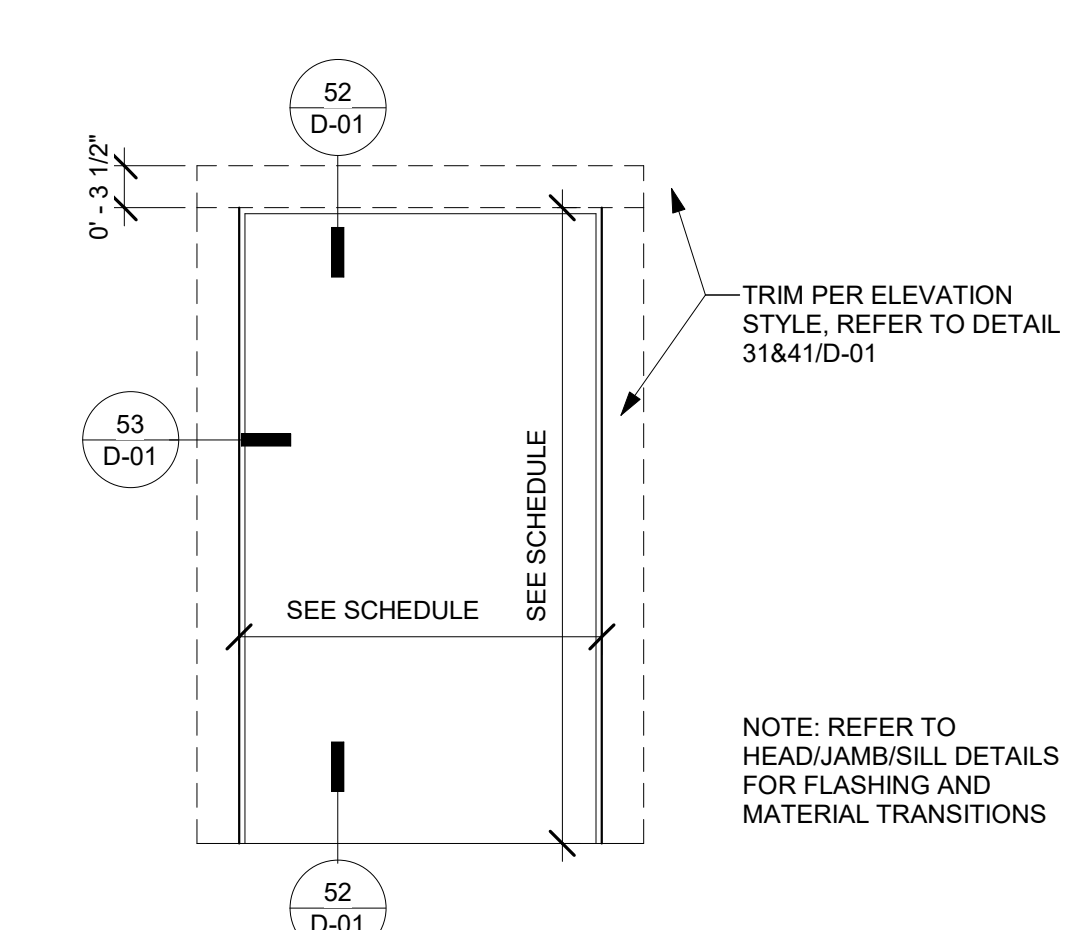 52
D-01
0' - 3 1/2"
TRIM PER ELEVATION
STYLE, REFER TO DETAIL
31&41/D-01
53
D-01
SEE SCHEDULE
SEE SCHEDULE
NOTE: REFER TO
HEAD/JAMB/SILL DETAILS
FOR FLASHING AND
MATERIAL TRANSITIONS
52
D-01